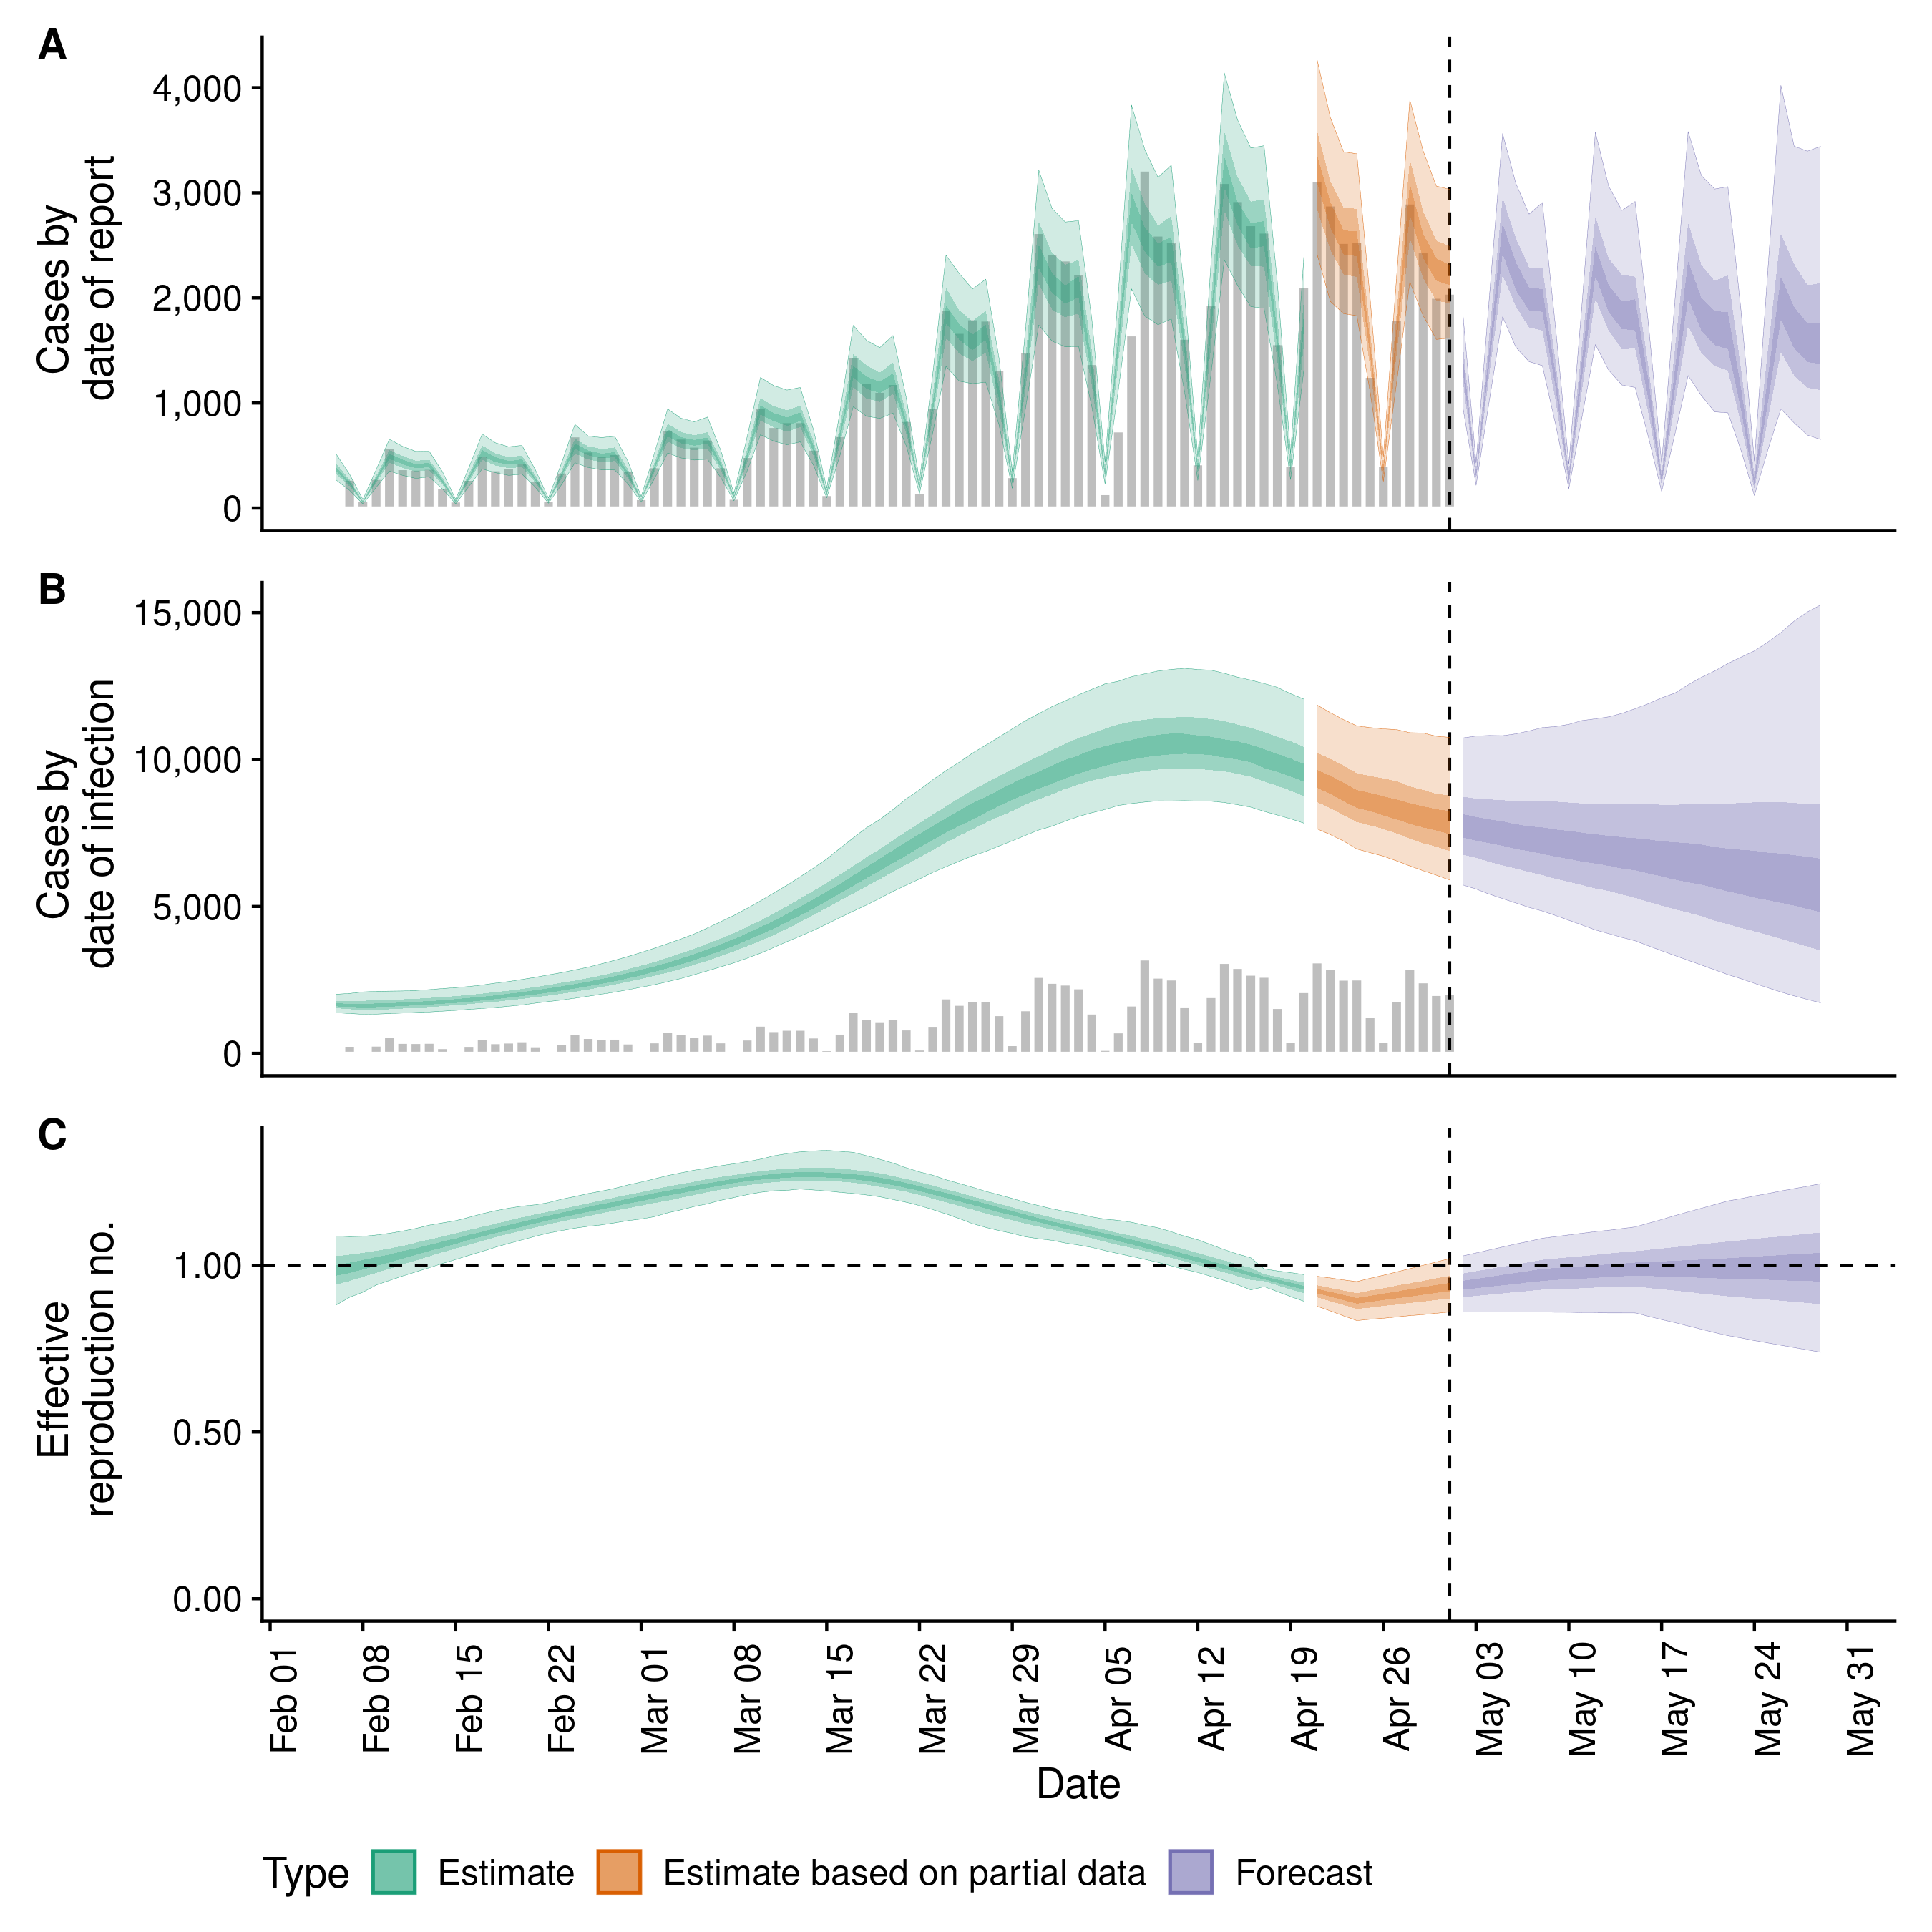 A
Cases by
date of report
4,000
3,000
2,000
1,000
0
B
Cases by
date of infection
15,000
10,000
5,000
0
C
Effective
reproduction no.
1.00
0.50
0.00
Feb 01
Feb 08
Feb 15
Feb 22
Mar 01
Mar 08
Mar 15
Mar 22
Mar 29
Apr 05
Apr 12
Apr 19
Apr 26
May 03
May 10
May 17
May 24
May 31
Date
Type Estimate Estimate based on partial data Forecast